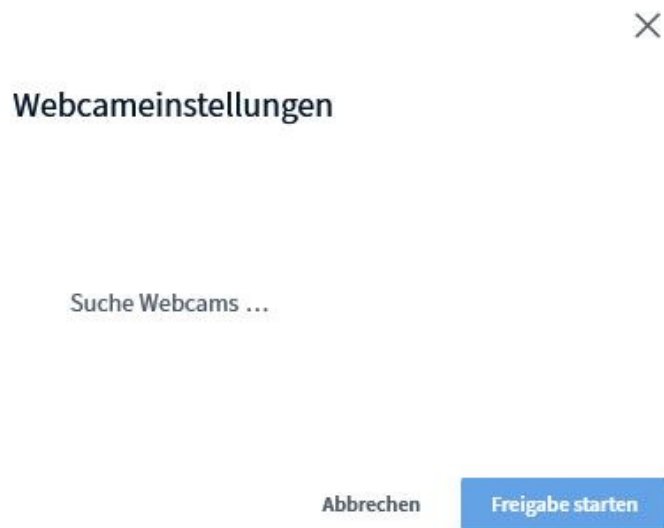 Webcameinstellungen
Suche Webcams …
Abbrechen
Freigabe starten